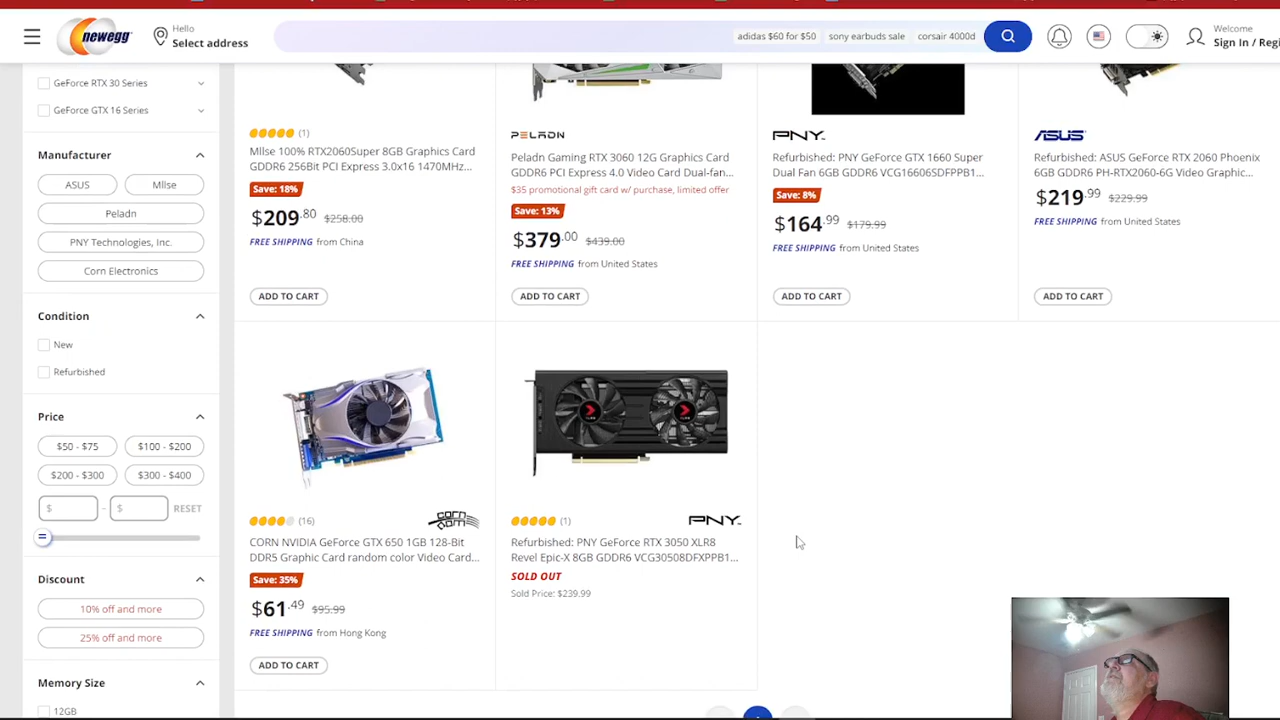 newegg
Hello
Select address
adidas $60 for $50
sony earbuds sale
corsair 4000d
Welcome
Sign In / Regi
GeForce RTX 30 Series
GeForce GTX 16 Series
Manufacturer
ASUS
Mllse
Peladn
PNY Technologies, Inc.
Corn Electronics
Condition
New
Refurbished
Price
$50 - $75
$100 - $200
$200 - $300
$300 - $400
$ - $ RESET
Discount
10% off and more
25% off and more
Memory Size
12GB
(1)
Mllse 100% RTX2060Super 8GB Graphics Card
GDDR6 256Bit PCI Express 3.0x16 1470MHz...
Save: 18%
$209.80 $258.00
FREE SHIPPING from China
ADD TO CART
PELADN
Peladn Gaming RTX 3060 12G Graphics Card
GDDR6 PCI Express 4.0 Video Card Dual-fan...
$35 promotional gift card w/ purchase, limited offer
Save: 13%
$379.00 $439.00
FREE SHIPPING from United States
ADD TO CART
PNY
Refurbished: PNY GeForce GTX 1660 Super
Dual Fan 6GB GDDR6 VCG16606SDFPPB1...
Save: 8%
$164.99 $179.99
FREE SHIPPING from United States
ADD TO CART
ASUS
Refurbished: ASUS GeForce RTX 2060 Phoenix
6GB GDDR6 PH-RTX2060-6G Video Graphic...
$219.99 $229.99
FREE SHIPPING from United States
ADD TO CART
(16)
CORN NVIDIA GeForce GTX 650 1GB 128-Bit
DDR5 Graphic Card random color Video Card...
Save: 35%
$61.49 $95.99
FREE SHIPPING from Hong Kong
ADD TO CART
(1) PNY
Refurbished: PNY GeForce RTX 3050 XLR8
Revel Epic-X 8GB GDDR6 VCG30508DFXPPB1...
SOLD OUT
Sold Price: $239.99